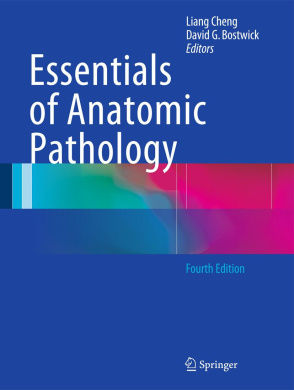 Liang Cheng
David G. Bostwick
Editors
Essentials
of Anatomic
Pathology
Fourth Edition
Springer